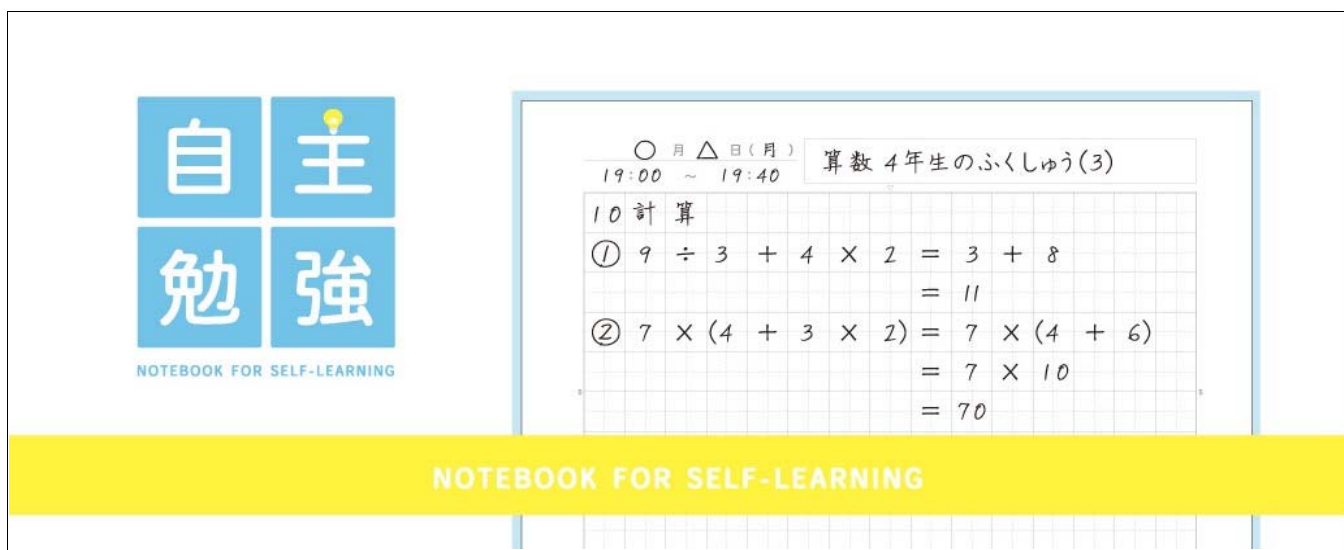 自主
勉強
NOTEBOOK FOR SELF-LEARNING
○月△日(月)
19:00 ~ 19:40
算数 4年生のふくしゅう(3)
10計算
① 9 ÷ 3 + 4 × 2 = 3 + 8
= 11
② 7 × (4 + 3 × 2) = 7 × (4 + 6)
= 7 × 10
= 70
NOTEBOOK FOR SELF-LEARNING